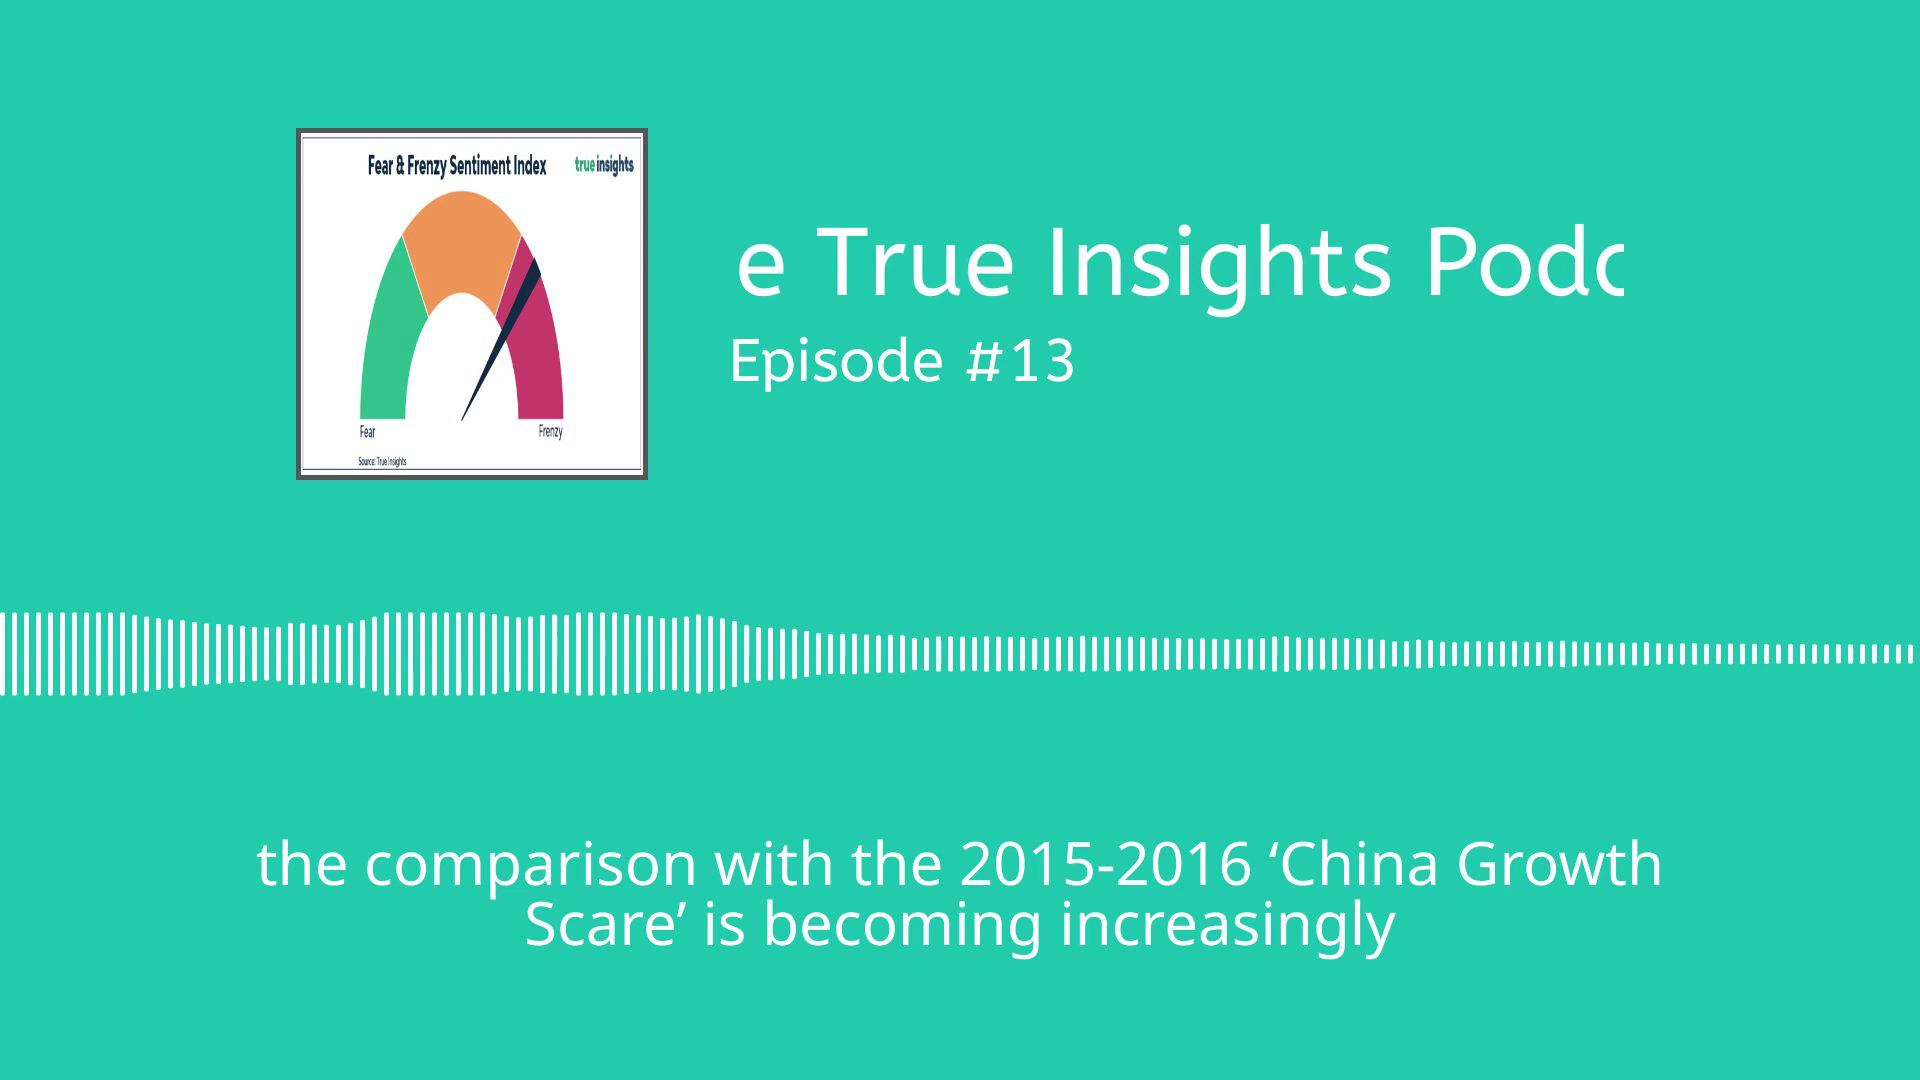 Fear & Frenzy Sentiment Index
true insights
Fear
Frenzy
Source: True Insights
e True Insights Podc
Episode #13
the comparison with the 2015-2016 ‘China Growth
Scare’ is becoming increasingly